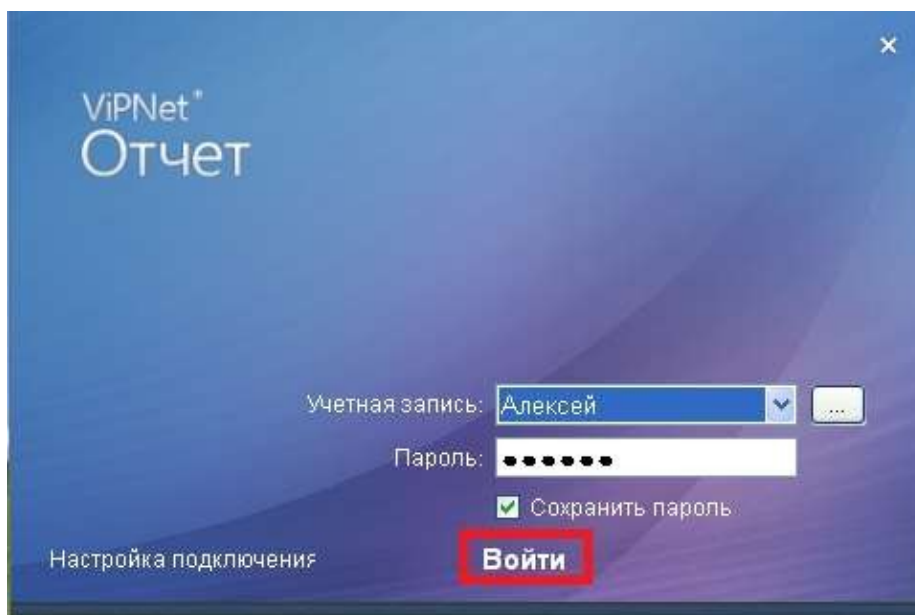 ViPNet®
Отчет
Учетная запись: Алексей ...
Пароль: ●●●●●●
Сохранить пароль
Настройка подключения Войти